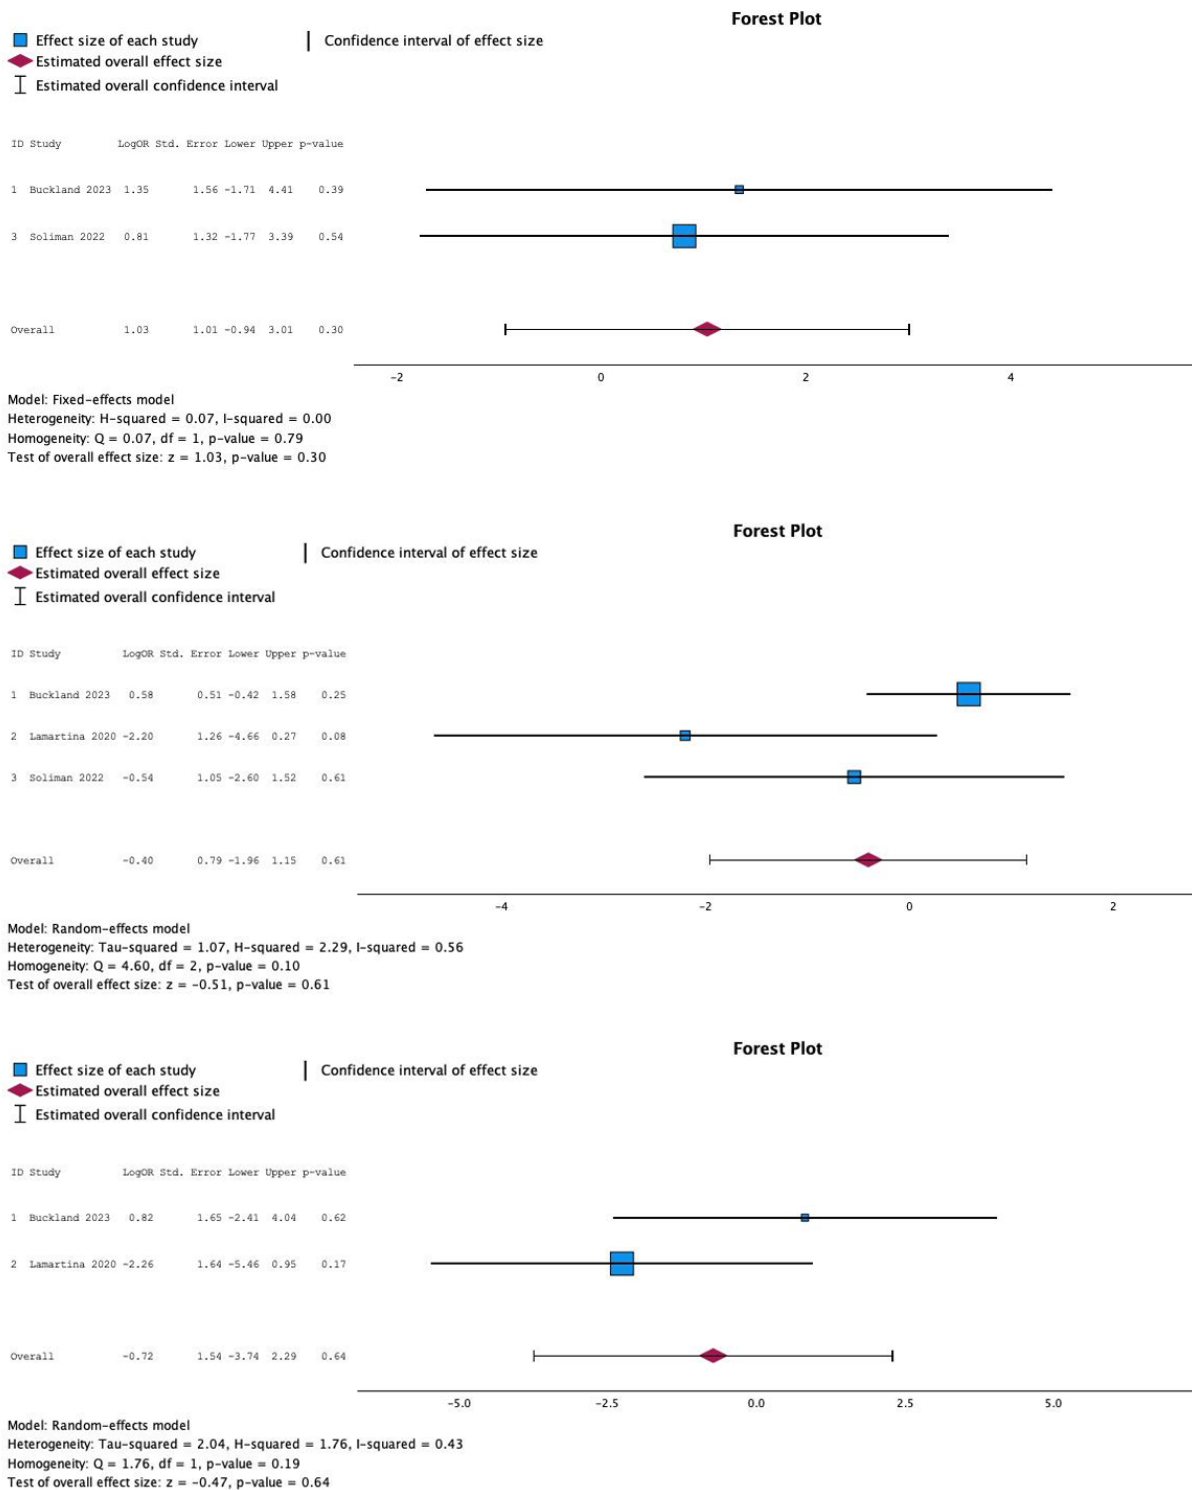 Forest Plot
Effect size of each study Confidence interval of effect size
Estimated overall effect size
Estimated overall confidence interval
ID Study LogOR Std. Error Lower Upper p-value
1 Buckland 2023 1.35 1.56 -1.71 4.41 0.39
3 Soliman 2022 0.81 1.32 -1.77 3.39 0.54
Overall 1.03 1.01 -0.94 3.01 0.30
-2 0 2 4
Model: Fixed-effects model
Heterogeneity: H-squared = 0.07, I-squared = 0.00
Homogeneity: Q = 0.07, df = 1, p-value = 0.79
Test of overall effect size: z = 1.03, p-value = 0.30
Forest Plot
Effect size of each study Confidence interval of effect size
Estimated overall effect size
Estimated overall confidence interval
ID Study LogOR Std. Error Lower Upper p-value
1 Buckland 2023 0.58 0.51 -0.42 1.58 0.25
2 Lamartina 2020 -2.20 1.26 -4.66 0.27 0.08
3 Soliman 2022 -0.54 1.05 -2.60 1.52 0.61
Overall -0.40 0.79 -1.96 1.15 0.61
-4 -2 0 2
Model: Random-effects model
Heterogeneity: Tau-squared = 1.07, H-squared = 2.29, I-squared = 0.56
Homogeneity: Q = 4.60, df = 2, p-value = 0.10
Test of overall effect size: z = -0.51, p-value = 0.61
Forest Plot
Effect size of each study Confidence interval of effect size
Estimated overall effect size
Estimated overall confidence interval
ID Study LogOR Std. Error Lower Upper p-value
1 Buckland 2023 0.82 1.65 -2.41 4.04 0.62
2 Lamartina 2020 -2.26 1.64 -5.46 0.95 0.17
Overall -0.72 1.54 -3.74 2.29 0.64
-5.0 -2.5 0.0 2.5 5.0
Model: Random-effects model
Heterogeneity: Tau-squared = 2.04, H-squared = 1.76, I-squared = 0.43
Homogeneity: Q = 1.76, df = 1, p-value = 0.19
Test of overall effect size: z = -0.47, p-value = 0.64